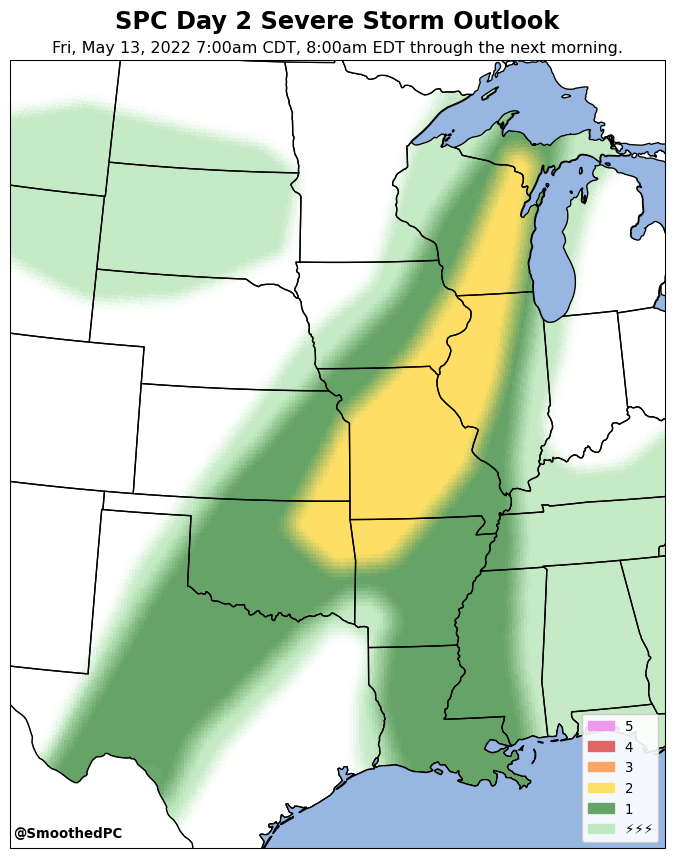 SPC Day 2 Severe Storm Outlook
Fri, May 13, 2022 7:00am CDT, 8:00am EDT through the next morning.
5
4
3
2
1
⚡⚡⚡
@SmoothedPC